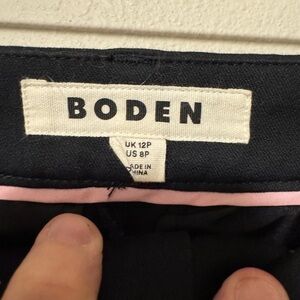 BODEN
UK 12P
US 8P
MADE IN
CHINA